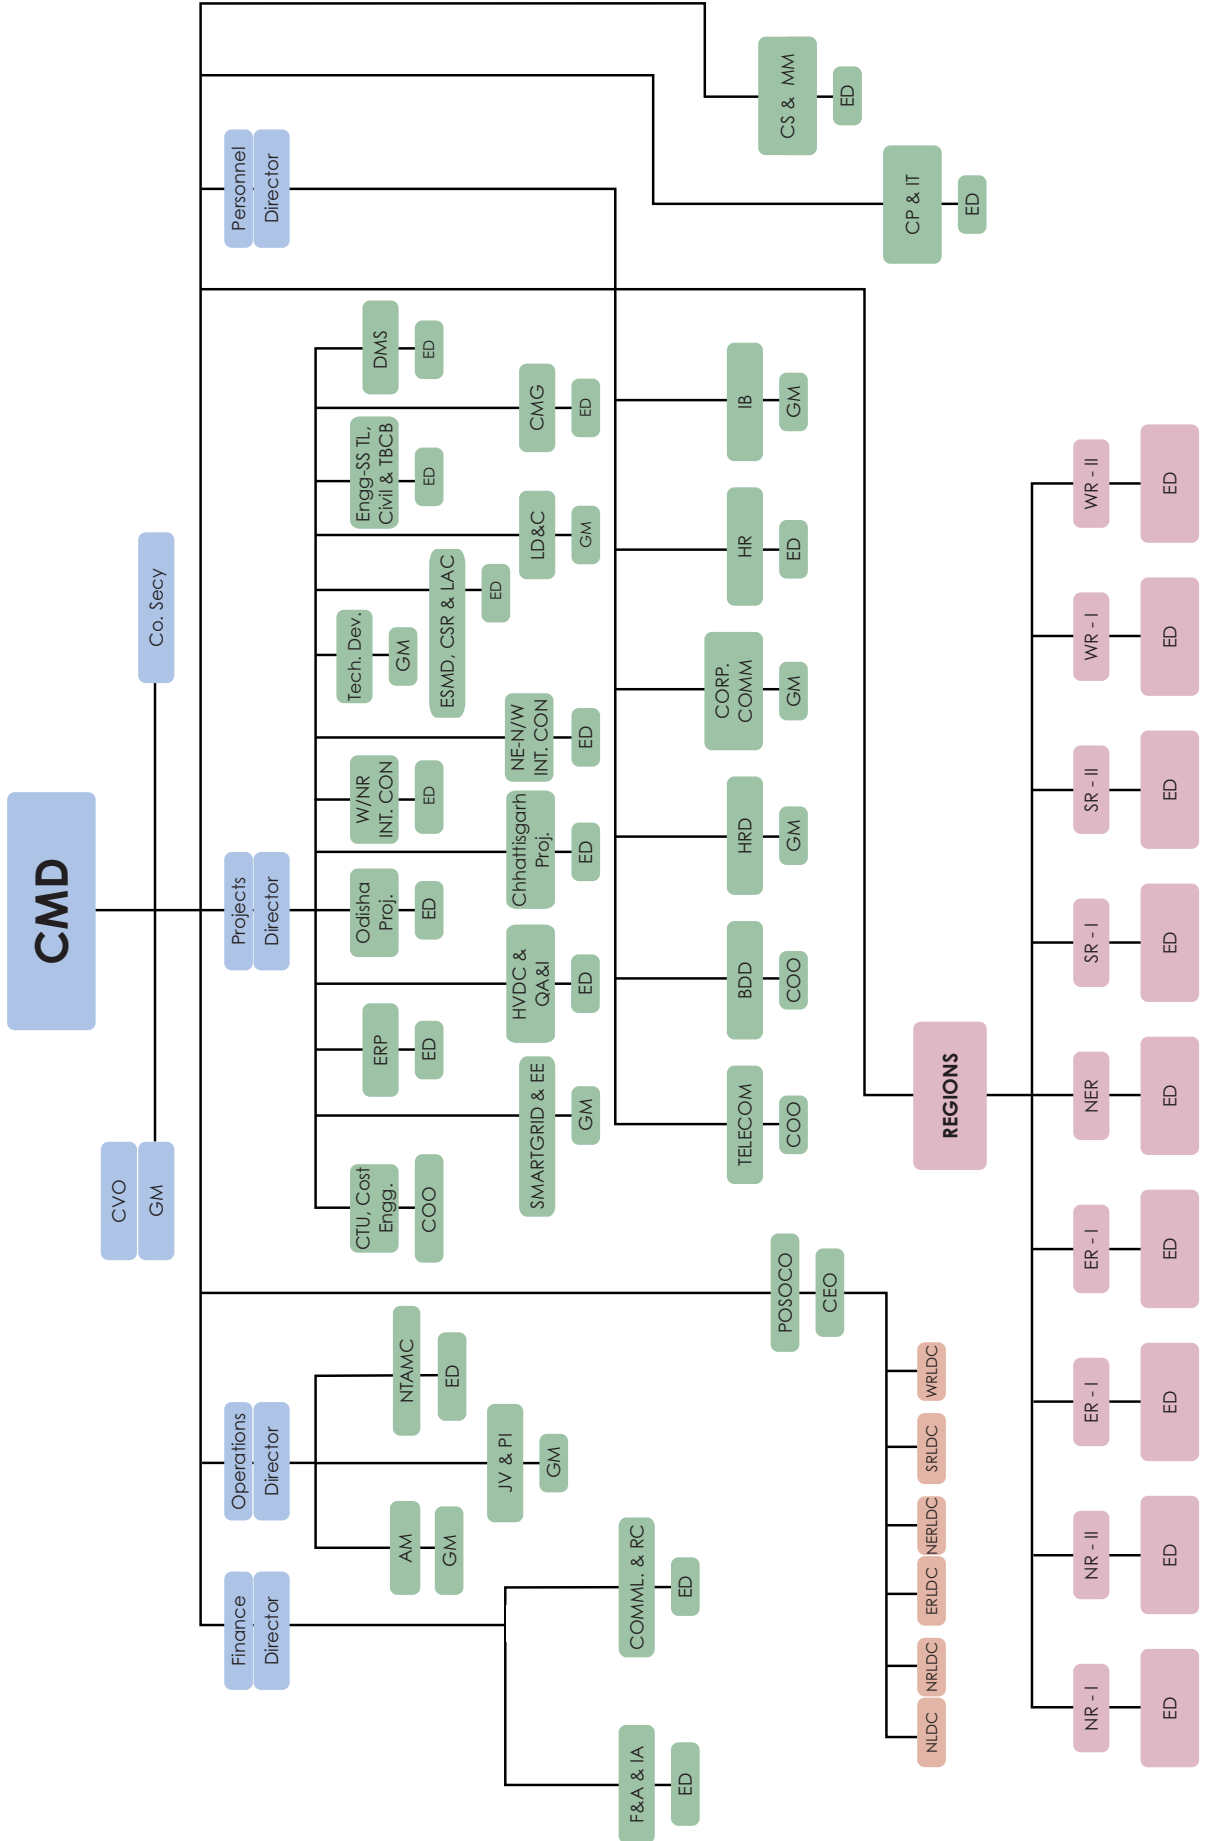 CMD
CVO
GM
Co. Secy
Finance
Director
Operations
Director
Projects
Director
Personnel
Director
F&A & IA
ED
COMML. & RC
ED
AM
GM
JV & PI
GM
NTAMC
ED
POSOCO
CEO
NLDC
NRLDC
ERLDC
NERLDC
SRLDC
WRLDC
CTU, Cost
Engg.
COO
SMARTGRID & EE
GM
ERP
ED
HVDC &
QA&I
ED
Odisha
Proj.
ED
Chhattisgarh
Proj.
ED
W/NR
INT. CON
ED
NE-N/W
INT. CON
ED
Tech. Dev.
GM
ESMD, CSR & LAC
ED
LD&C
GM
Engg-SS TL,
Civil & TBCB
ED
CMG
ED
DMS
ED
TELECOM
COO
BDD
COO
HRD
GM
CORP.
COMM
GM
HR
ED
IB
GM
CP & IT
ED
CS & MM
ED
REGIONS
NR - I
ED
NR - II
ED
ER - I
ED
ER - I
ED
NER
ED
SR - I
ED
SR - II
ED
WR - I
ED
WR - II
ED